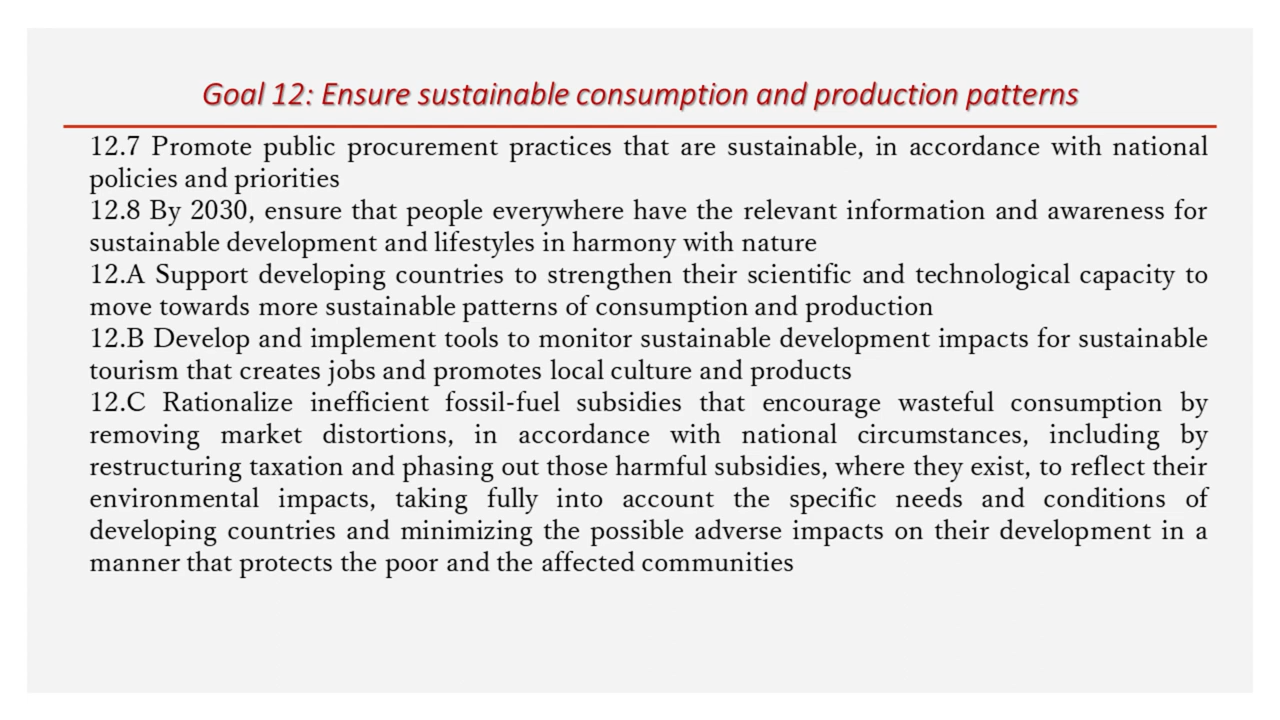 Goal 12: Ensure sustainable consumption and production patterns
12.7 Promote public procurement practices that are sustainable, in accordance with national
policies and priorities
12.8 By 2030, ensure that people everywhere have the relevant information and awareness for
sustainable development and lifestyles in harmony with nature
12.A Support developing countries to strengthen their scientific and technological capacity to
move towards more sustainable patterns of consumption and production
12.B Develop and implement tools to monitor sustainable development impacts for sustainable
tourism that creates jobs and promotes local culture and products
12.C Rationalize inefficient fossil-fuel subsidies that encourage wasteful consumption by
removing market distortions, in accordance with national circumstances, including by
restructuring taxation and phasing out those harmful subsidies, where they exist, to reflect their
environmental impacts, taking fully into account the specific needs and conditions of
developing countries and minimizing the possible adverse impacts on their development in a
manner that protects the poor and the affected communities